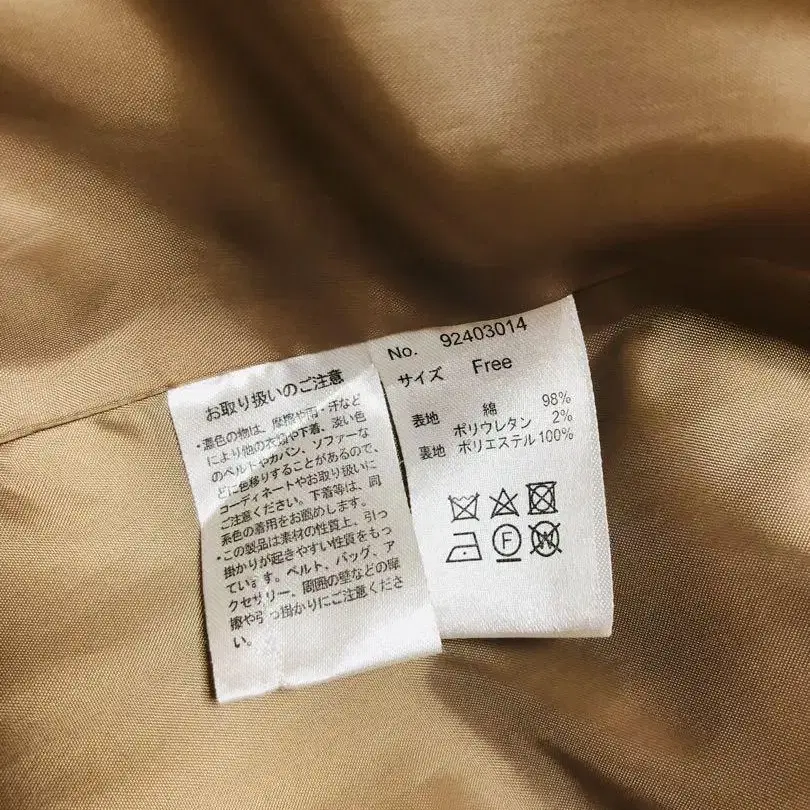 お取り扱いのご注意
・濃色の物は、摩擦や雨・汗など
により他の衣類や下着、淡い色
のベルトやカバン、ソファーな
どに色移りすることがあるので、
コーディネートやお取り扱いに
ご注意ください。下着等は、同
系色の着用をお勧めします。
・この製品は素材の性質上、引っ
掛かりが起きやすい性質をもっ
ています。ベルト、バッグ、ア
クセサリー、周囲の壁などの摩
擦や引っ掛かりにご注意くださ
い。
No. 92403014
サイズ Free
表地 綿 98%
ポリウレタン 2%
裏地 ポリエステル 100%
F
W